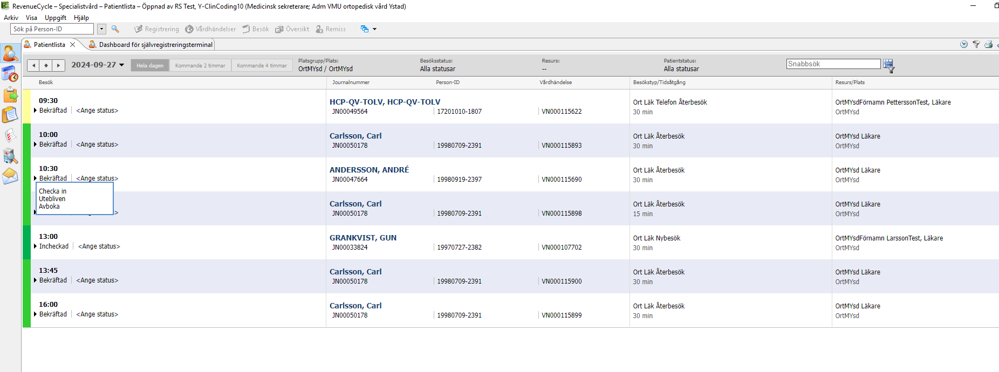 RevenueCycle – Specialistvård – Patientlista – Öppnad av RS Test, Y-ClinCoding10 (Medicinsk sekreterare; Adm VMU ortopedisk vård Ystad)
Arkiv Visa Uppgift Hjälp
Sök på Person-ID Registrering Vårdhändelser Besök Översikt Remiss
Patientlista Dashboard för självregistreringsterminal
2024-09-27 Hela dagen Kommande 2 timmar Kommande 4 timmar
Platsgrupp/Plats: Besöksstatus: Resurs: Patientstatus:
OrtMYsd / OrtMYsd Alla statusar -- Alla statusar
Snabbsök
Besök Journalnummer Person-ID Vårdhändelse Besökstyp/Tidsåtgång Resurs/Plats
09:30 HCP-QV-TOLV, HCP-QV-TOLV Ort Läk Telefon Återbesök OrtMYsdFörnamn PetterssonTest, Läkare
Bekräftad <Ange status> JN00049564 17201010-1807 VN000115622 30 min OrtMYsd
10:00 Carlsson, Carl Ort Läk Återbesök OrtMYsd Läkare
Bekräftad <Ange status> JN00050178 19980709-2391 VN000115893 30 min OrtMYsd
10:30 ANDERSSON, ANDRÉ Ort Läk Återbesök OrtMYsd Läkare
Bekräftad <Ange status> JN00047664 19980919-2397 VN000115690 30 min OrtMYsd
Checka in
Utebliven
Avboka
Carlsson, Carl Ort Läk Återbesök OrtMYsd Läkare
JN00050178 19980709-2391 VN000115898 15 min OrtMYsd
13:00 GRANKVIST, GUN Ort Läk Nybesök OrtMYsdFörnamn LarssonTest, Läkare
Incheckad <Ange status> JN00033824 19970727-2382 VN000107702 30 min OrtMYsd
13:45 Carlsson, Carl Ort Läk Återbesök OrtMYsd Läkare
Bekräftad <Ange status> JN00050178 19980709-2391 VN000115900 30 min OrtMYsd
16:00 Carlsson, Carl Ort Läk Återbesök OrtMYsd Läkare
Bekräftad <Ange status> JN00050178 19980709-2391 VN000115899 30 min OrtMYsd